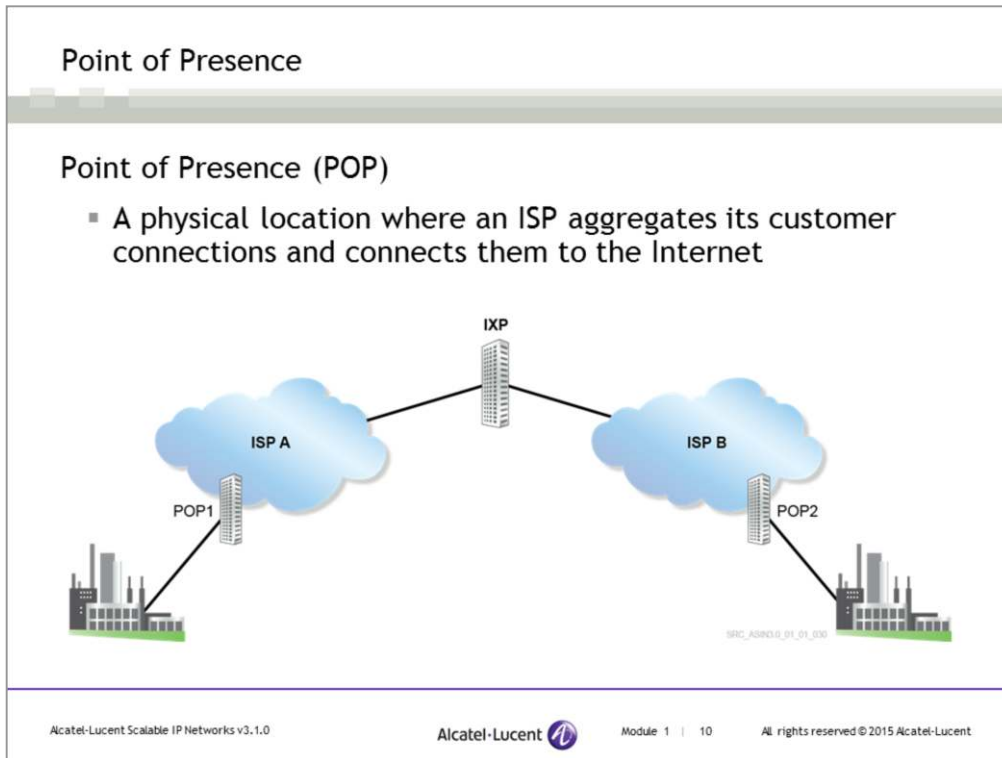 Point of Presence
Point of Presence (POP)
▪ A physical location where an ISP aggregates its customer
connections and connects them to the Internet
IXP
ISP A
ISP B
POP1
POP2
SRC_ASIN3.0_01_01_030
Alcatel-Lucent Scalable IP Networks v3.1.0
Alcatel·Lucent
Module 1 | 10
All rights reserved © 2015 Alcatel-Lucent